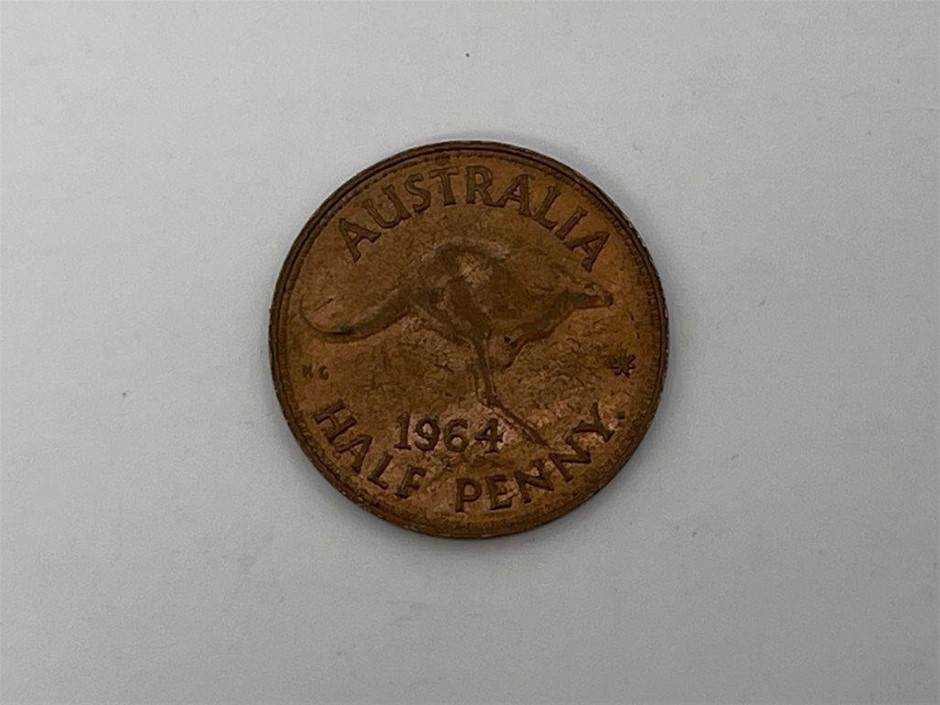 AUSTRALIA
KG
1964
HALF PENNY.